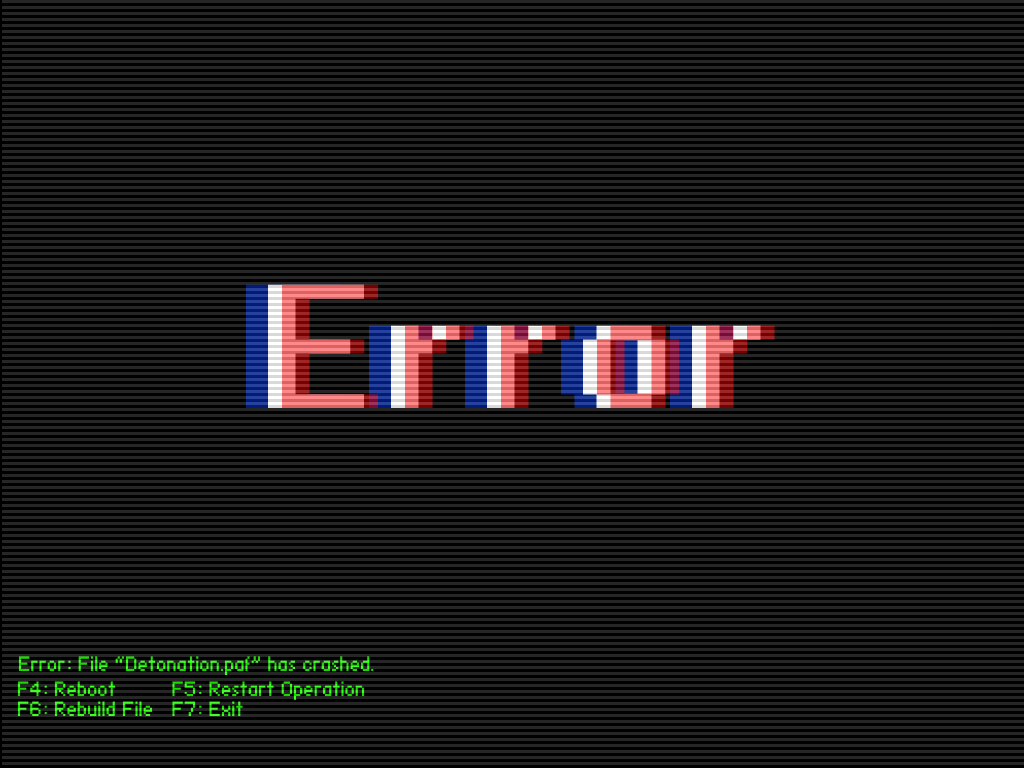 Error
Error: File “Detonation.paf” has crashed.
F4: Reboot F5: Restart Operation
F6: Rebuild File F7: Exit